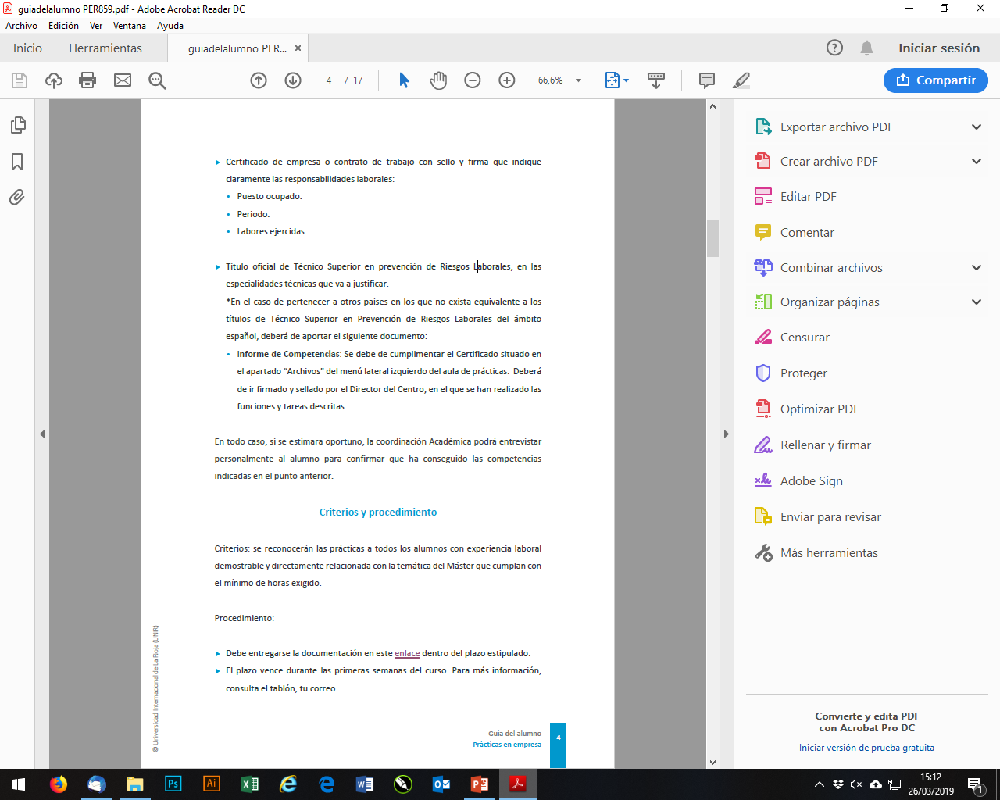 guiadelalumno PER859.pdf - Adobe Acrobat Reader DC
Archivo Edición Ver Ventana Ayuda
Inicio Herramientas guiadelalumno PER... × Iniciar sesión
4 / 17 66,6% Compartir
Certificado de empresa o contrato de trabajo con sello y firma que indique
claramente las responsabilidades laborales:
• Puesto ocupado.
• Periodo.
• Labores ejercidas.
Título oficial de Técnico Superior en prevención de Riesgos Laborales, en las
especialidades técnicas que va a justificar.
*En el caso de pertenecer a otros países en los que no exista equivalente a los
títulos de Técnico Superior en Prevención de Riesgos Laborales del ámbito
español, deberá de aportar el siguiente documento:
• Informe de Competencias: Se debe de cumplimentar el Certificado situado en
el apartado “Archivos” del menú lateral izquierdo del aula de prácticas. Deberá
de ir firmado y sellado por el Director del Centro, en el que se han realizado las
funciones y tareas descritas.
En todo caso, si se estimara oportuno, la coordinación Académica podrá entrevistar
personalmente al alumno para confirmar que ha conseguido las competencias
indicadas en el punto anterior.
Criterios y procedimiento
Criterios: se reconocerán las prácticas a todos los alumnos con experiencia laboral
demostrable y directamente relacionada con la temática del Máster que cumplan con
el mínimo de horas exigido.
Procedimiento:
Debe entregarse la documentación en este enlace dentro del plazo estipulado.
El plazo vence durante las primeras semanas del curso. Para más información,
consulta el tablón, tu correo.
© Universidad Internacional de La Rioja (UNIR)
Guía del alumno
Prácticas en empresa
4
Exportar archivo PDF
Crear archivo PDF
Editar PDF
Comentar
Combinar archivos
Organizar páginas
Censurar
Proteger
Optimizar PDF
Rellenar y firmar
Adobe Sign
Enviar para revisar
Más herramientas
Convierte y edita PDF
con Acrobat Pro DC
Iniciar versión de prueba gratuita
15:12
26/03/2019
1